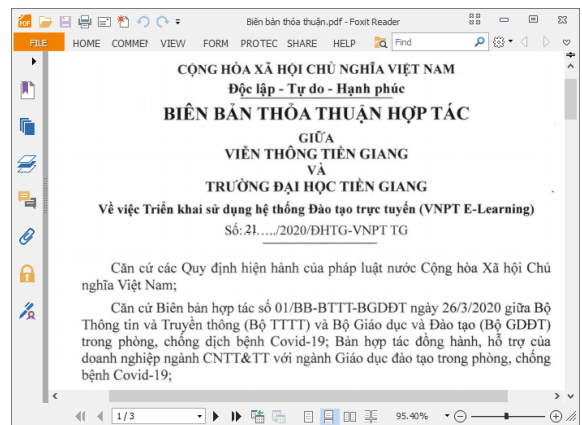 Biên bản thỏa thuận.pdf - Foxit Reader
FILE HOME COMMEI VIEW FORM PROTEC SHARE HELP Find
CỘNG HÒA XÃ HỘI CHỦ NGHĨA VIỆT NAM
Độc lập - Tự do - Hạnh phúc
BIÊN BẢN THỎA THUẬN HỢP TÁC
GIỮA
VIỄN THÔNG TIỀN GIANG
VÀ
TRƯỜNG ĐẠI HỌC TIỀN GIANG
Về việc Triển khai sử dụng hệ thống Đào tạo trực tuyến (VNPT E-Learning)
Số:.21...../2020/ĐHTG-VNPT TG
Căn cứ các Quy định hiện hành của pháp luật nước Cộng hòa Xã hội Chủ
nghĩa Việt Nam;
Căn cứ Biên bản hợp tác số 01/BB-BTTT-BGDĐT ngày 26/3/2020 giữa Bộ
Thông tin và Truyền thông (Bộ TTTT) và Bộ Giáo dục và Đào tạo (Bộ GDĐT)
trong phòng, chống dịch bệnh Covid-19; Bản hợp tác đồng hành, hỗ trợ của
doanh nghiệp ngành CNTT&TT với ngành Giáo dục đào tạo trong phòng, chống
bệnh Covid-19;
1 / 3 95.40%